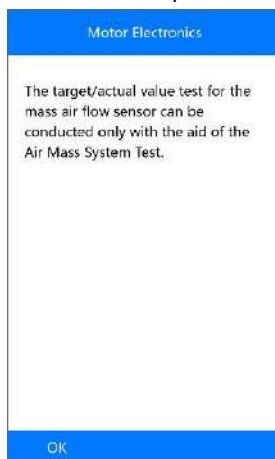 Motor Electronics
The target/actual value test for the
mass air flow sensor can be
conducted only with the aid of the
Air Mass System Test.
OK